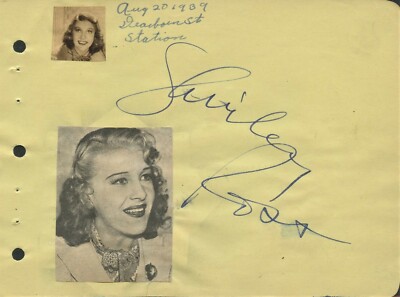 Aug 20 1939
Dearborn St
Station
Shirley
Ross